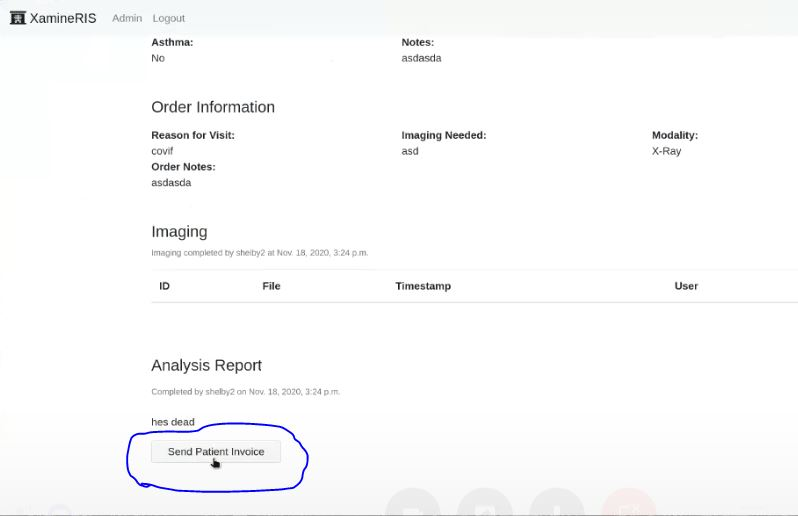 XamineRIS Admin Logout
Asthma: Notes:
No asdasda
Order Information
Reason for Visit: Imaging Needed: Modality:
covif asd X-Ray
Order Notes:
asdasda
Imaging
Imaging completed by shelby2 at Nov. 18, 2020, 3:24 p.m.
ID File Timestamp User
Analysis Report
Completed by shelby2 on Nov. 18, 2020, 3:24 p.m.
hes dead
Send Patient Invoice